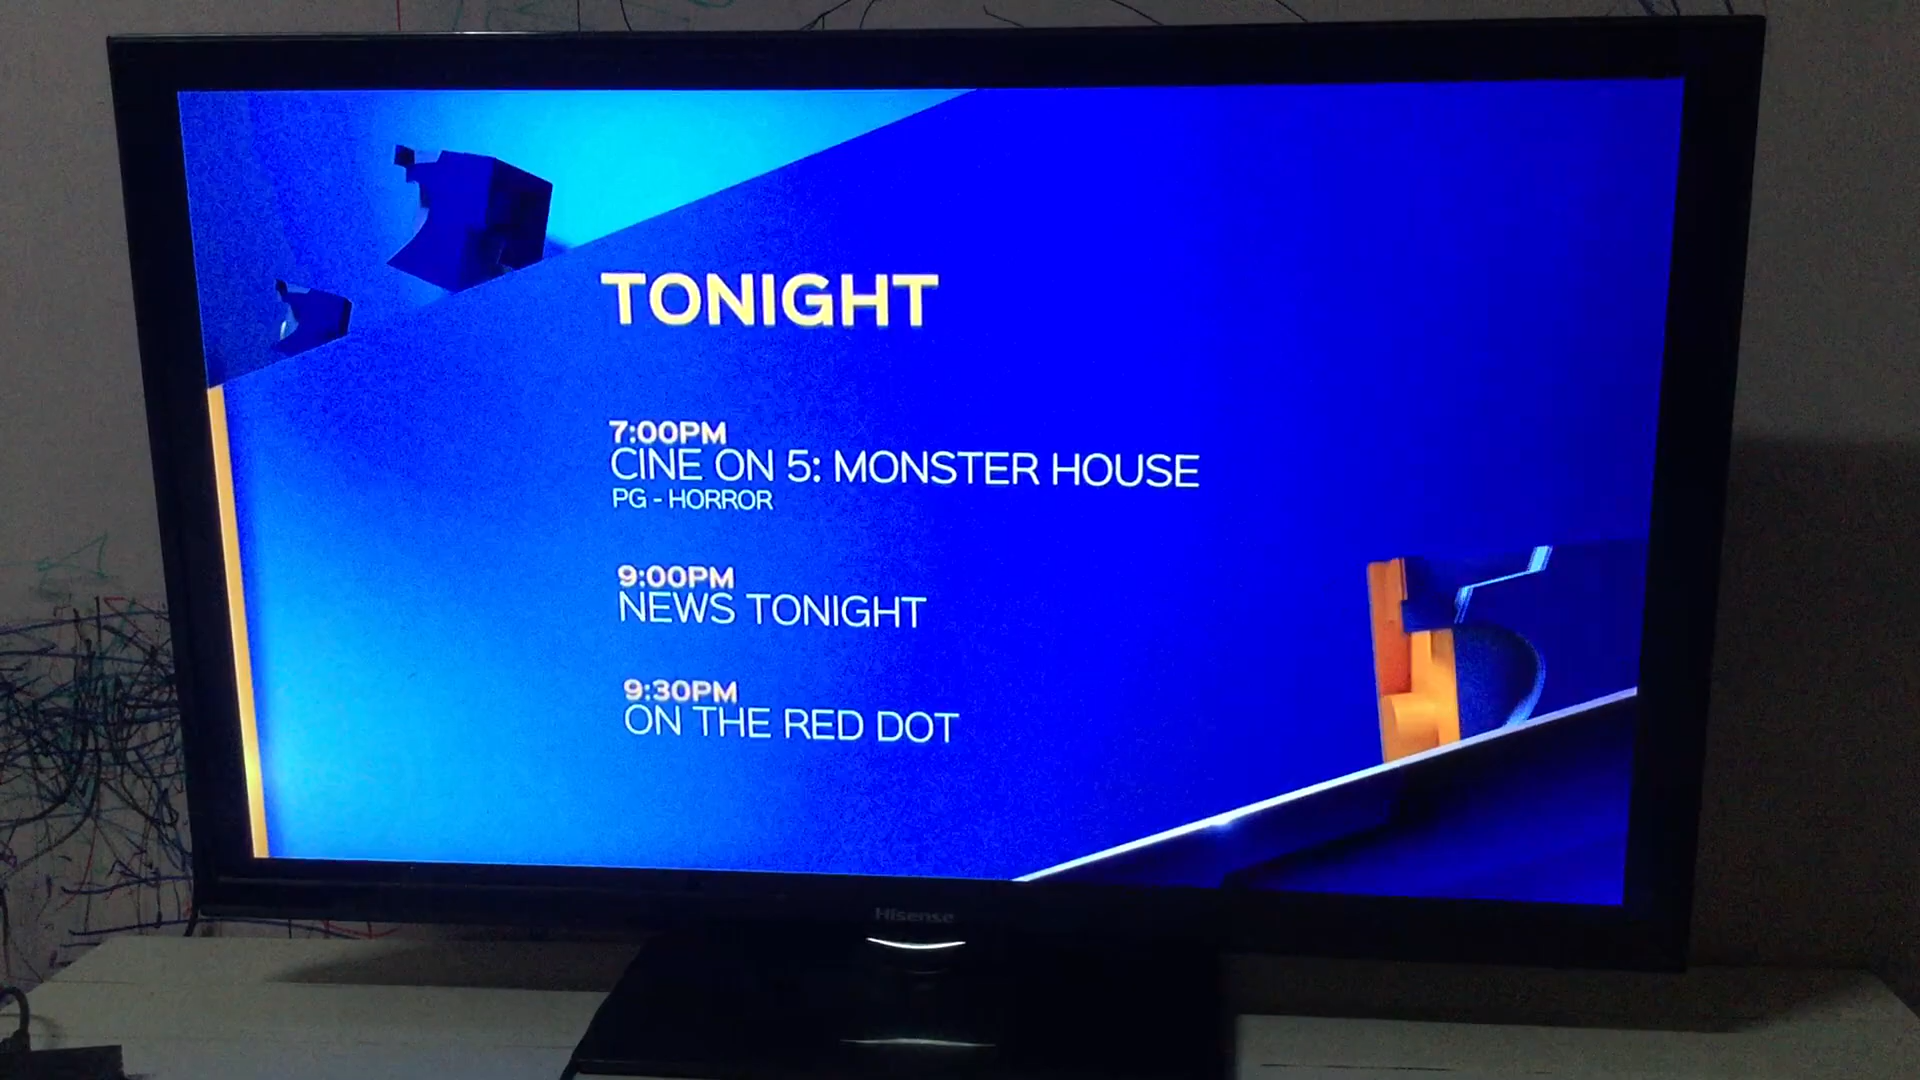 TONIGHT
7:00PM
CINE ON 5: MONSTER HOUSE
PG - HORROR
9:00PM
NEWS TONIGHT
9:30PM
ON THE RED DOT
Hisense